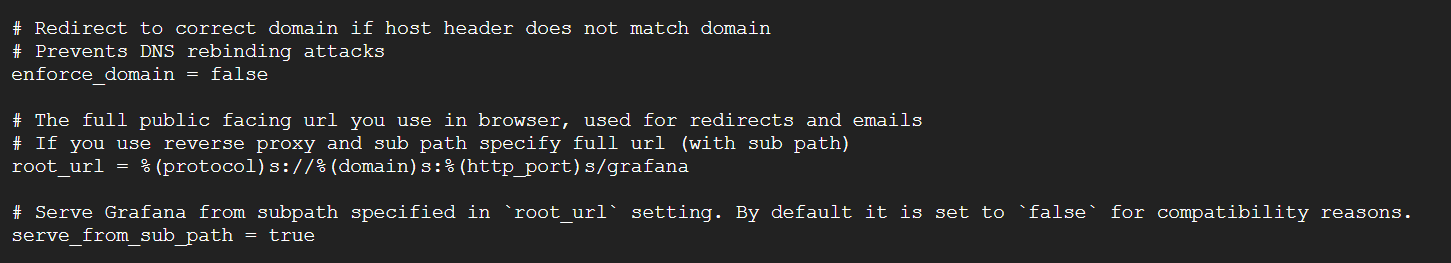 # Redirect to correct domain if host header does not match domain
# Prevents DNS rebinding attacks
enforce_domain = false
# The full public facing url you use in browser, used for redirects and emails
# If you use reverse proxy and sub path specify full url (with sub path)
root_url = %(protocol)s://%(domain)s:%(http_port)s/grafana
# Serve Grafana from subpath specified in `root_url` setting. By default it is set to `false` for compatibility reasons.
serve_from_sub_path = true